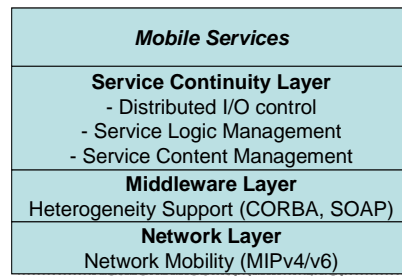 Mobile Services
Service Continuity Layer
- Distributed I/O control
- Service Logic Management
- Service Content Management
Middleware Layer
Heterogeneity Support (CORBA, SOAP)
Network Layer
Network Mobility (MIPv4/v6)